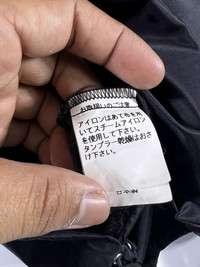 お取扱いのご注意
アイロンはあて布を用
いてスチームアイロン
を使用して下さい。
タンブラー乾燥はおさ
け下さい。